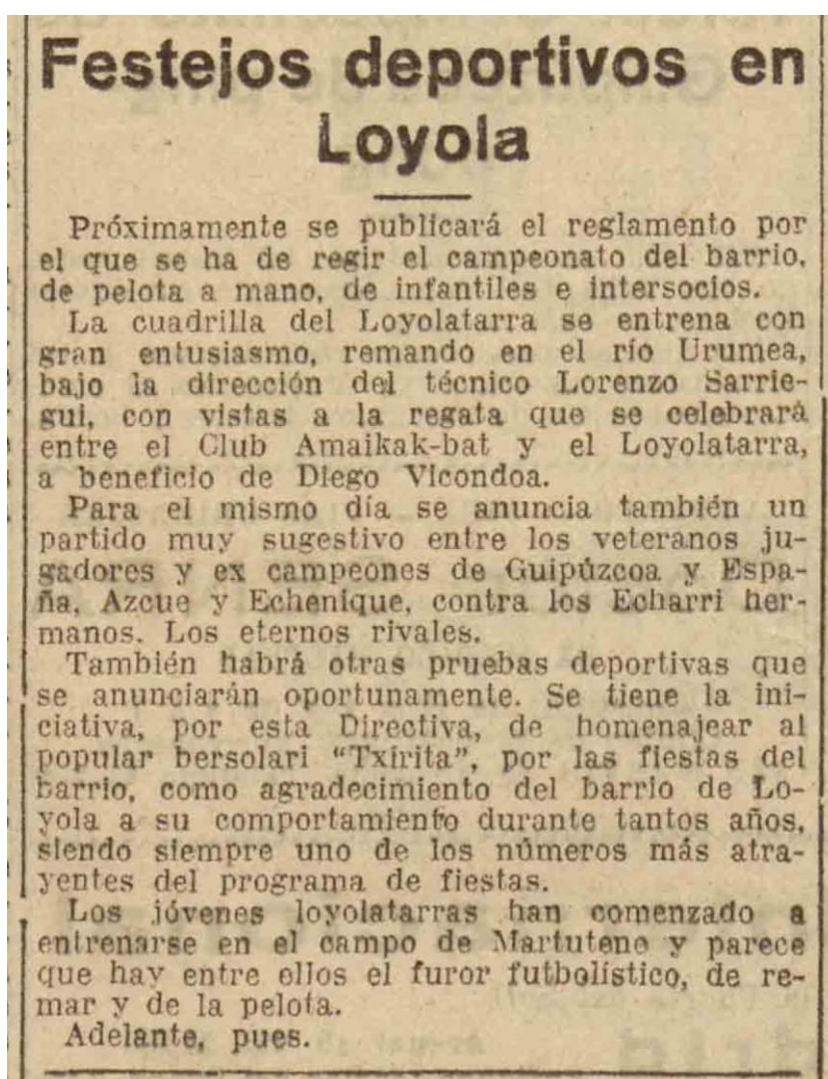 Festejos deportivos en
Loyola
Próximamente se publicará el reglamento por
el que se ha de regir el campeonato del barrio,
de pelota a mano, de infantiles e intersocios.
La cuadrilla del Loyolatarra se entrena con
gran entusiasmo, remando en el río Urumea,
bajo la dirección del técnico Lorenzo Sarrie-
gui, con vistas a la regata que se celebrará
entre el Club Amaikak-bat y el Loyolatarra,
a beneficio de Diego Vicondoa.
Para el mismo día se anuncia también un
partido muy sugestivo entre los veteranos ju-
gadores y ex campeones de Guipúzcoa y Espa-
ña, Azcue y Echenique, contra los Echarri her-
manos. Los eternos rivales.
También habrá otras pruebas deportivas que
se anunciarán oportunamente. Se tiene la ini-
ciativa, por esta Directiva, de homenajear al
popular bersolari "Txirita", por las fiestas del
barrio, como agradecimiento del barrio de Lo-
yola a su comportamiento durante tantos años,
siendo siempre uno de los números más atra-
yentes del programa de fiestas.
Los jóvenes loyolatarras han comenzado a
entrenarse en el campo de Martuteno y parece
que hay entre ellos el furor futbolístico, de re-
mar y de la pelota.
Adelante, pues.